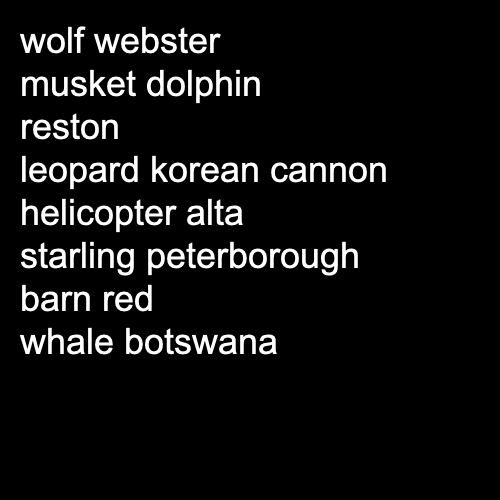 wolf webster
musket dolphin
reston
leopard korean cannon
helicopter alta
starling peterborough
barn red
whale botswana